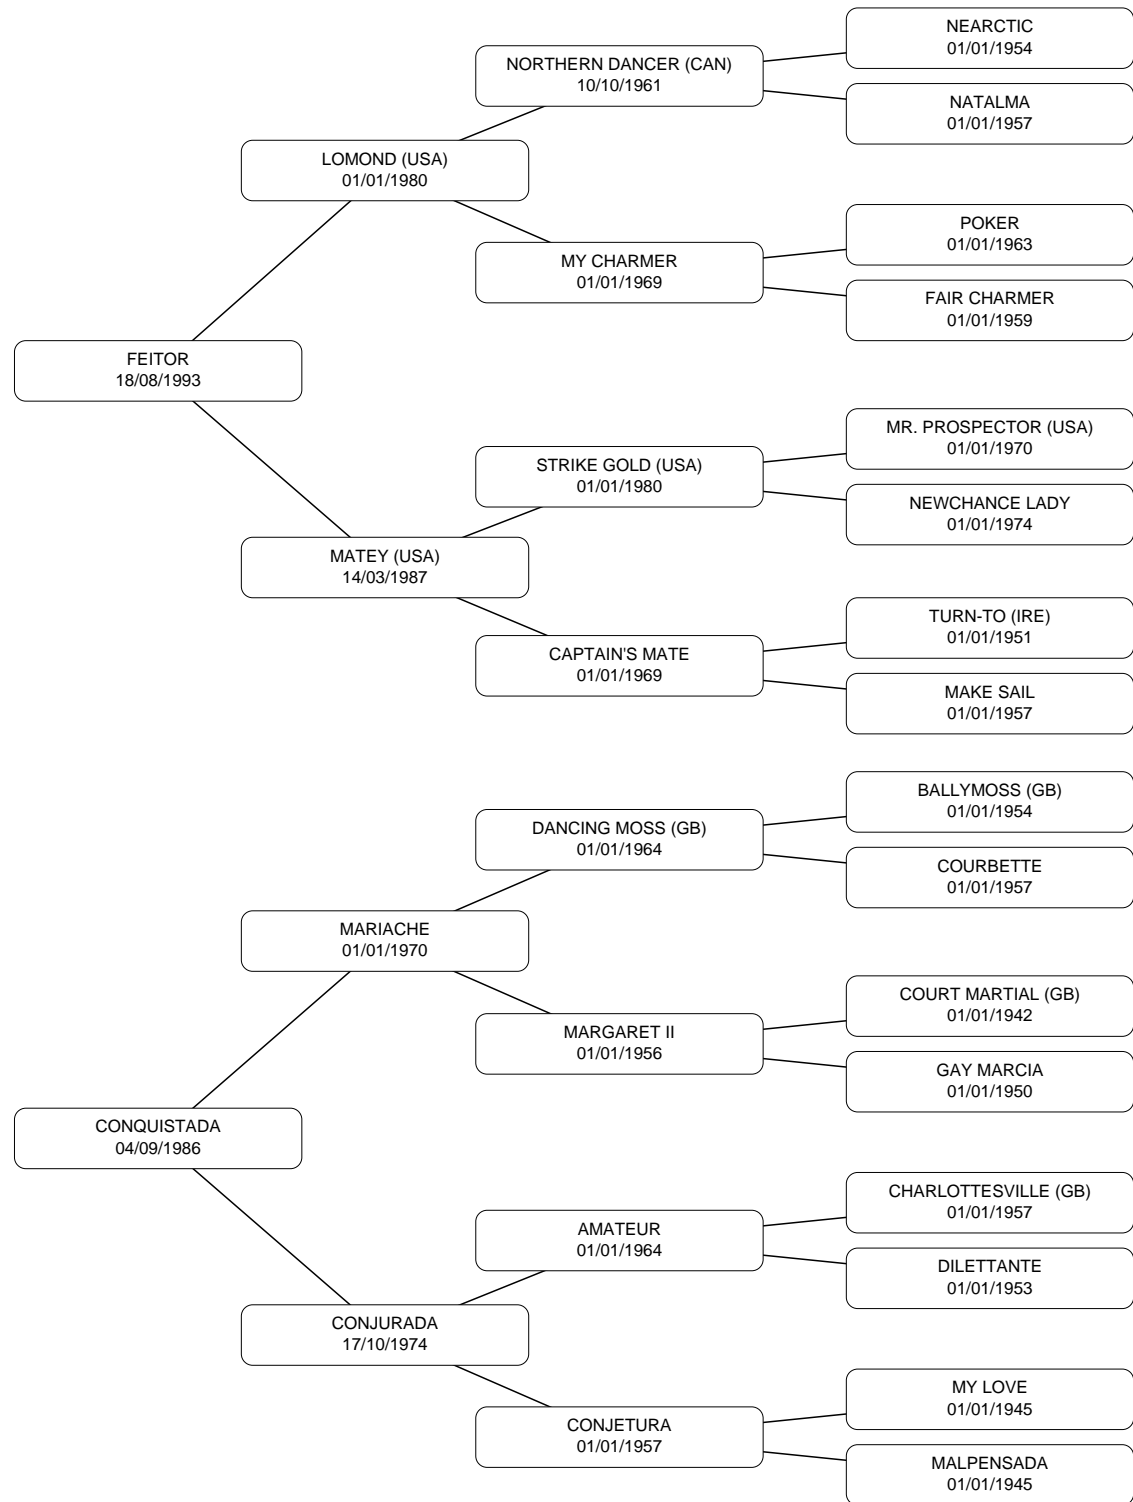 NEARCTIC
01/01/1954
NORTHERN DANCER (CAN)
10/10/1961
NATALMA
01/01/1957
LOMOND (USA)
01/01/1980
POKER
01/01/1963
MY CHARMER
01/01/1969
FAIR CHARMER
01/01/1959
FEITOR
18/08/1993
MR. PROSPECTOR (USA)
01/01/1970
STRIKE GOLD (USA)
01/01/1980
NEWCHANCE LADY
01/01/1974
MATEY (USA)
14/03/1987
TURN-TO (IRE)
01/01/1951
CAPTAIN'S MATE
01/01/1969
MAKE SAIL
01/01/1957
BALLYMOSS (GB)
01/01/1954
DANCING MOSS (GB)
01/01/1964
COURBETTE
01/01/1957
MARIACHE
01/01/1970
COURT MARTIAL (GB)
01/01/1942
MARGARET II
01/01/1956
GAY MARCIA
01/01/1950
CONQUISTADA
04/09/1986
CHARLOTTESVILLE (GB)
01/01/1957
AMATEUR
01/01/1964
DILETTANTE
01/01/1953
CONJURADA
17/10/1974
MY LOVE
01/01/1945
CONJETURA
01/01/1957
MALPENSADA
01/01/1945